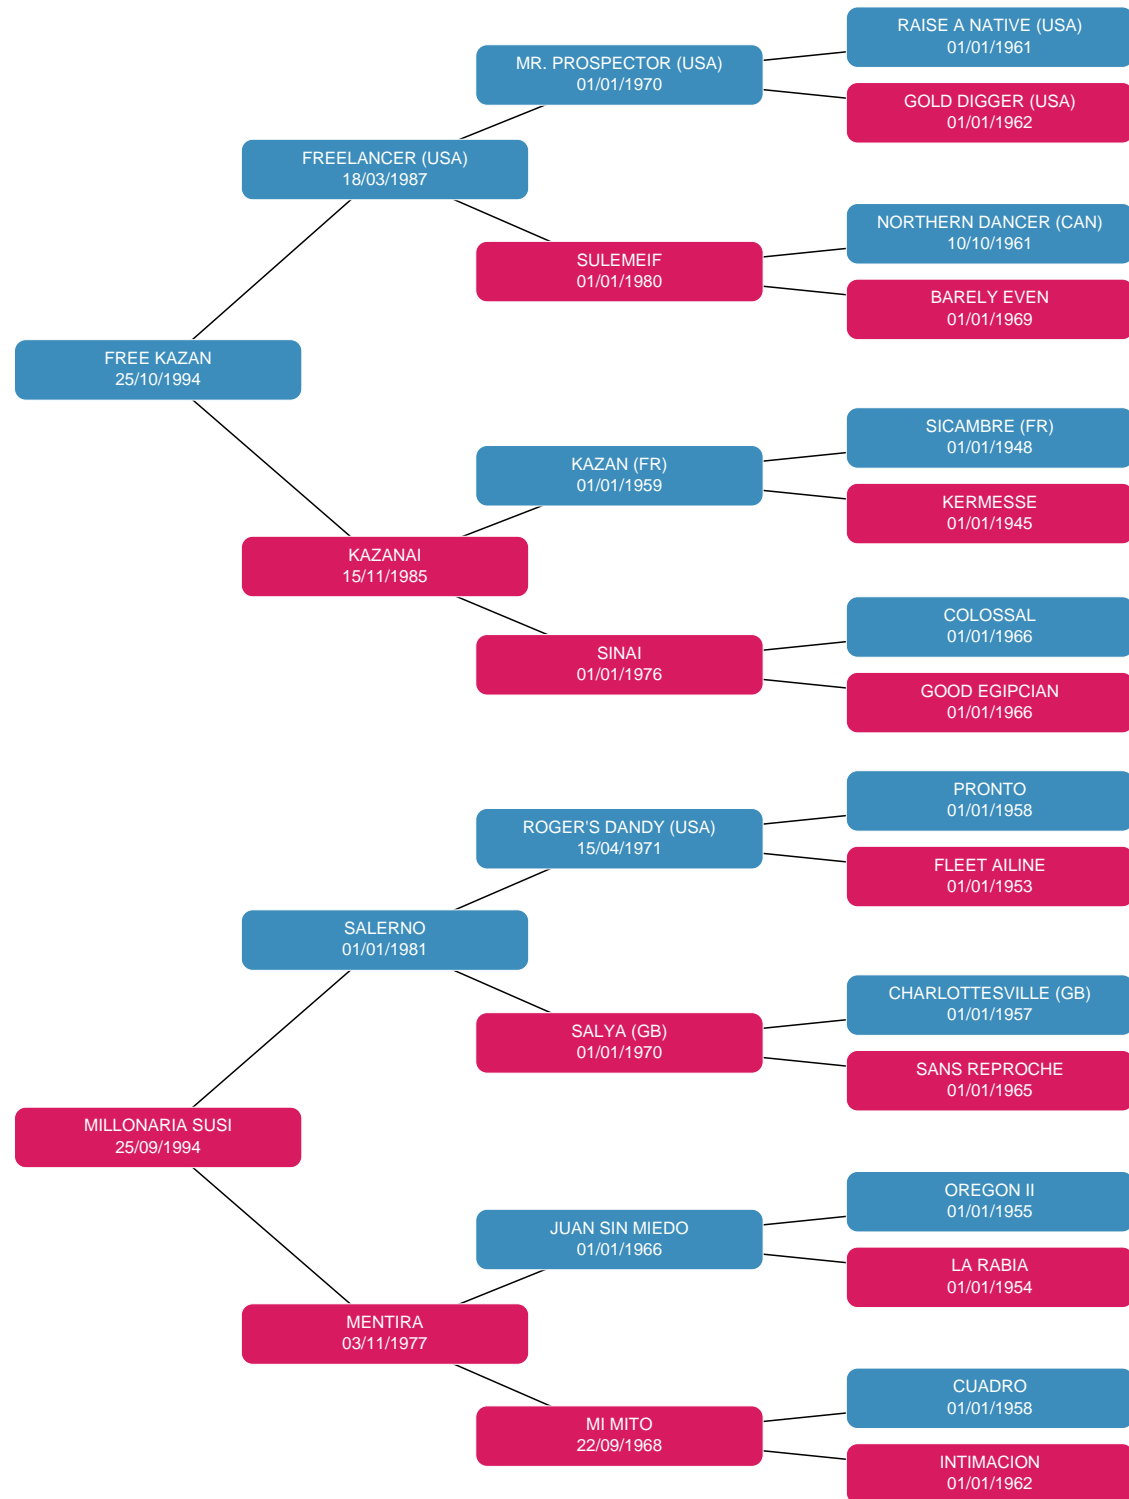 RAISE A NATIVE (USA)
01/01/1961
MR. PROSPECTOR (USA)
01/01/1970
GOLD DIGGER (USA)
01/01/1962
FREELANCER (USA)
18/03/1987
NORTHERN DANCER (CAN)
10/10/1961
SULEMEIF
01/01/1980
BARELY EVEN
01/01/1969
FREE KAZAN
25/10/1994
SICAMBRE (FR)
01/01/1948
KAZAN (FR)
01/01/1959
KERMESSE
01/01/1945
KAZANAI
15/11/1985
COLOSSAL
01/01/1966
SINAI
01/01/1976
GOOD EGIPCIAN
01/01/1966
PRONTO
01/01/1958
ROGER'S DANDY (USA)
15/04/1971
FLEET AILINE
01/01/1953
SALERNO
01/01/1981
CHARLOTTESVILLE (GB)
01/01/1957
SALYA (GB)
01/01/1970
SANS REPROCHE
01/01/1965
MILLONARIA SUSI
25/09/1994
OREGON II
01/01/1955
JUAN SIN MIEDO
01/01/1966
LA RABIA
01/01/1954
MENTIRA
03/11/1977
CUADRO
01/01/1958
MI MITO
22/09/1968
INTIMACION
01/01/1962